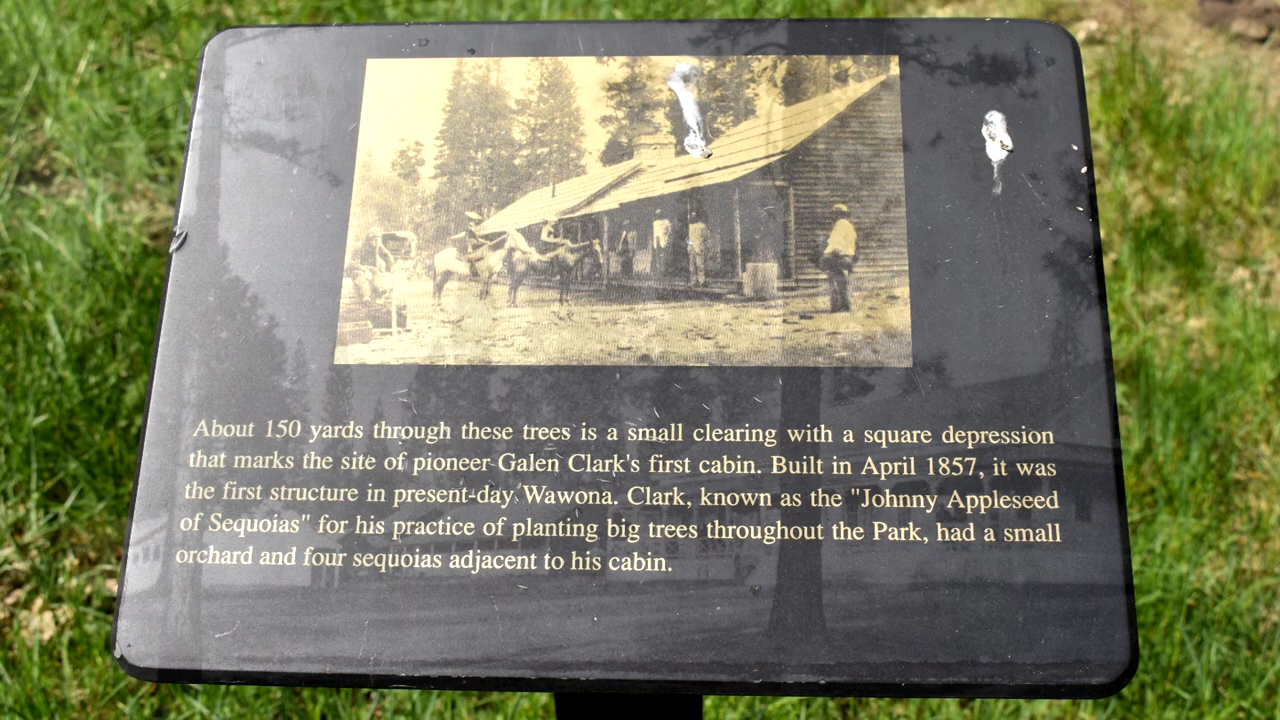 About 150 yards through these trees is a small clearing with a square depression
that marks the site of pioneer Galen Clark's first cabin. Built in April 1857, it was
the first structure in present-day Wawona. Clark, known as the "Johnny Appleseed
of Sequoias" for his practice of planting big trees throughout the Park, had a small
orchard and four sequoias adjacent to his cabin.